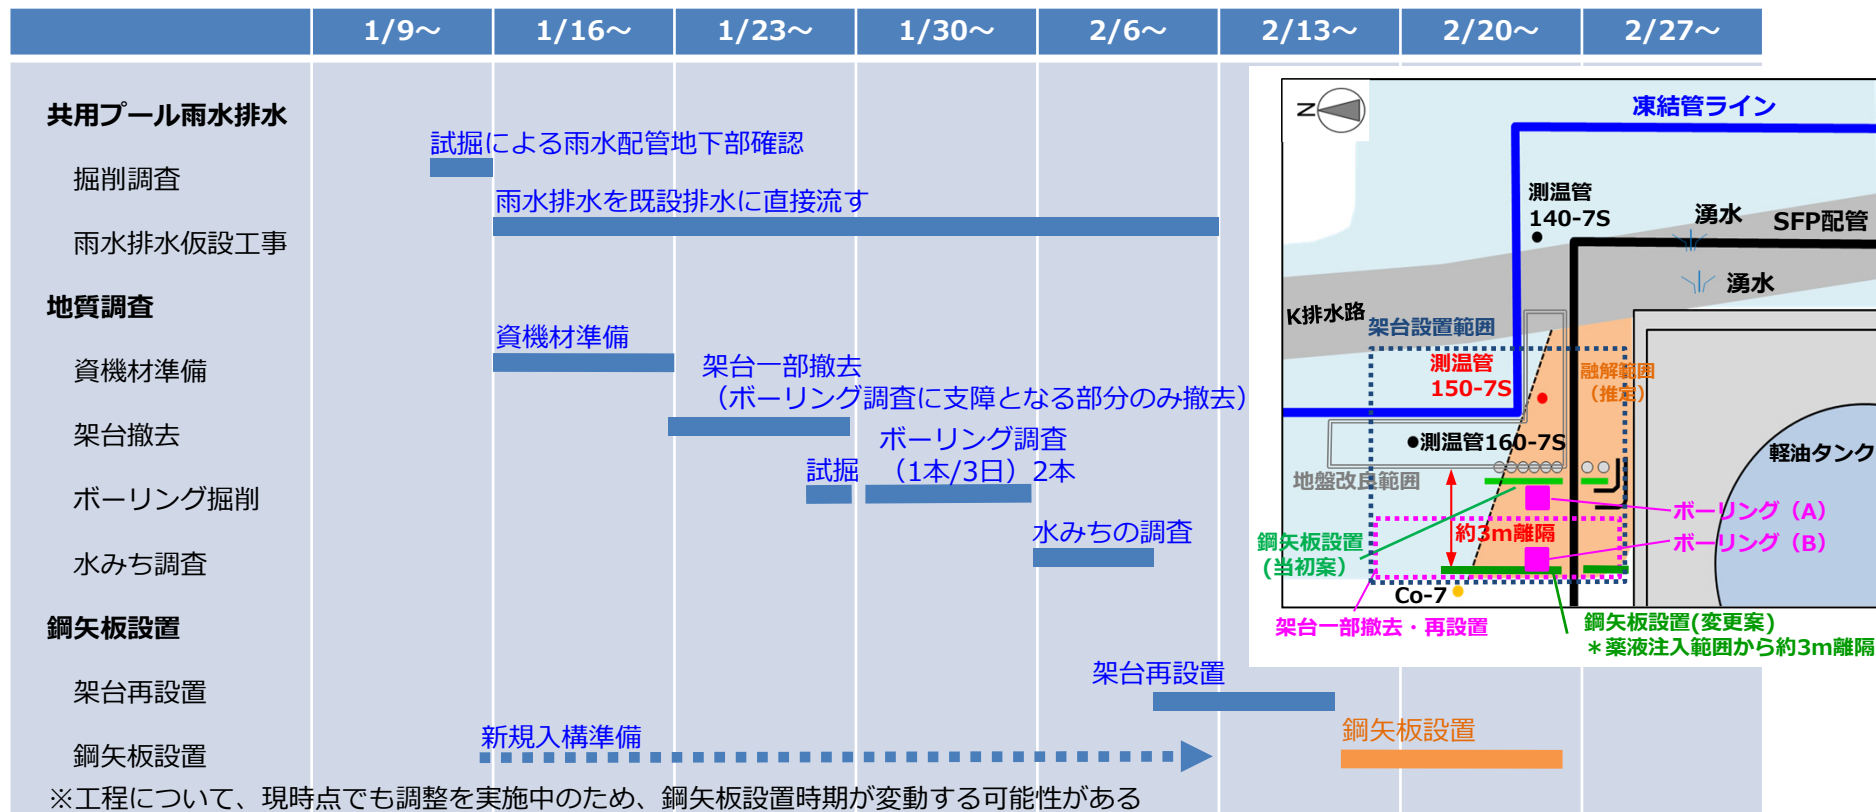 1/9～ 1/16～ 1/23～ 1/30～ 2/6～ 2/13～ 2/20～ 2/27～
共用プール雨水排水
試掘による雨水配管地下部確認
掘削調査
雨水排水を既設排水に直接流す
雨水排水仮設工事
地質調査
資機材準備
資機材準備
架台一部撤去
（ボーリング調査に支障となる部分のみ撤去）
架台撤去
ボーリング調査
試掘 （1本/3日）2本
ボーリング掘削
水みちの調査
水みち調査
鋼矢板設置
架台再設置
架台再設置
新規入構準備
鋼矢板設置
鋼矢板設置
※工程について、現時点でも調整を実施中のため、鋼矢板設置時期が変動する可能性がある
N
凍結管ライン
測温管
140-7S
湧水
SFP配管
湧水
K排水路
架台設置範囲
測温管
150-7S
融解範囲
（推定）
●測温管160-7S
軽油タンク
地盤改良範囲
ボーリング（A）
約3m離隔
ボーリング（B）
鋼矢板設置
(当初案）
Co-7
架台一部撤去・再設置
鋼矢板設置(変更案)
＊薬液注入範囲から約3m離隔